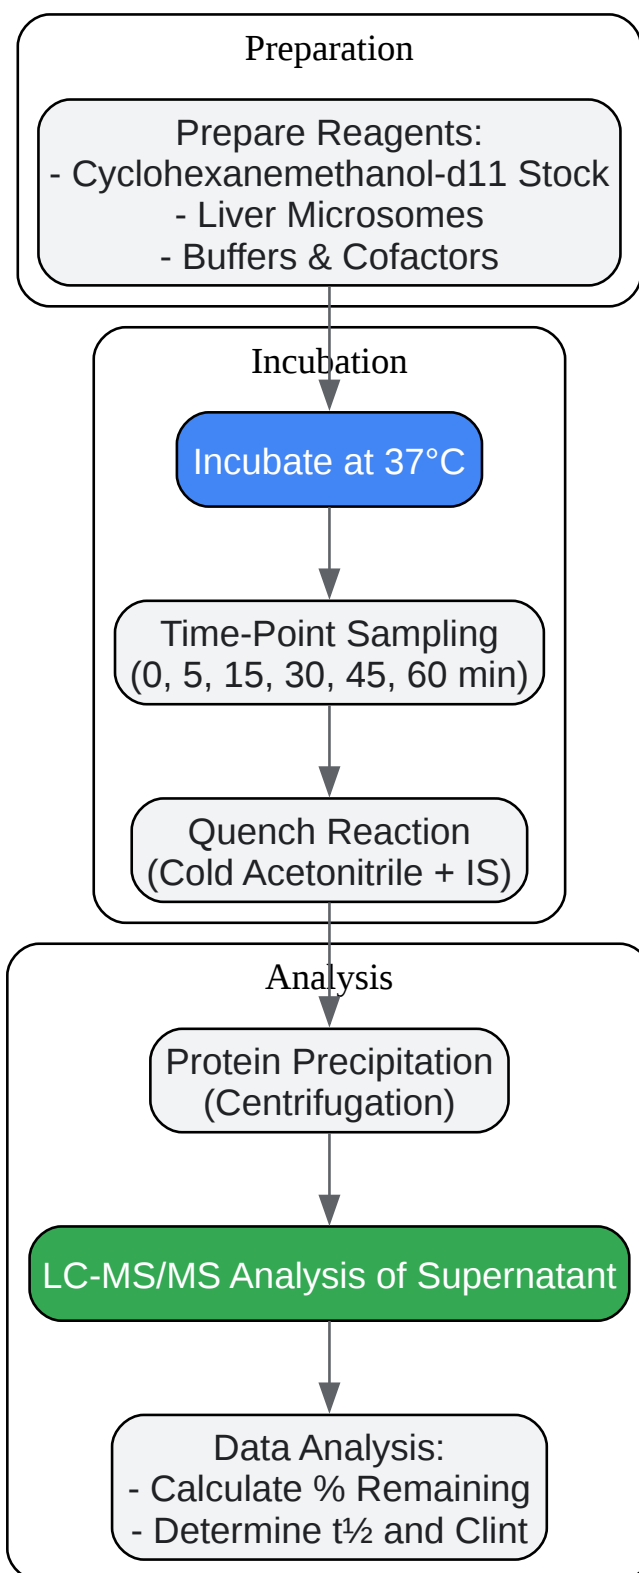 Preparation
Prepare Reagents:
- Cyclohexanemethanol-d11 Stock
- Liver Microsomes
- Buffers & Cofactors
Incubation
Incubate at 37°C
Time-Point Sampling
(0, 5, 15, 30, 45, 60 min)
Quench Reaction
(Cold Acetonitrile + IS)
Analysis
Protein Precipitation
(Centrifugation)
LC-MS/MS Analysis of Supernatant
Data Analysis:
- Calculate % Remaining
- Determine t½ and Clint